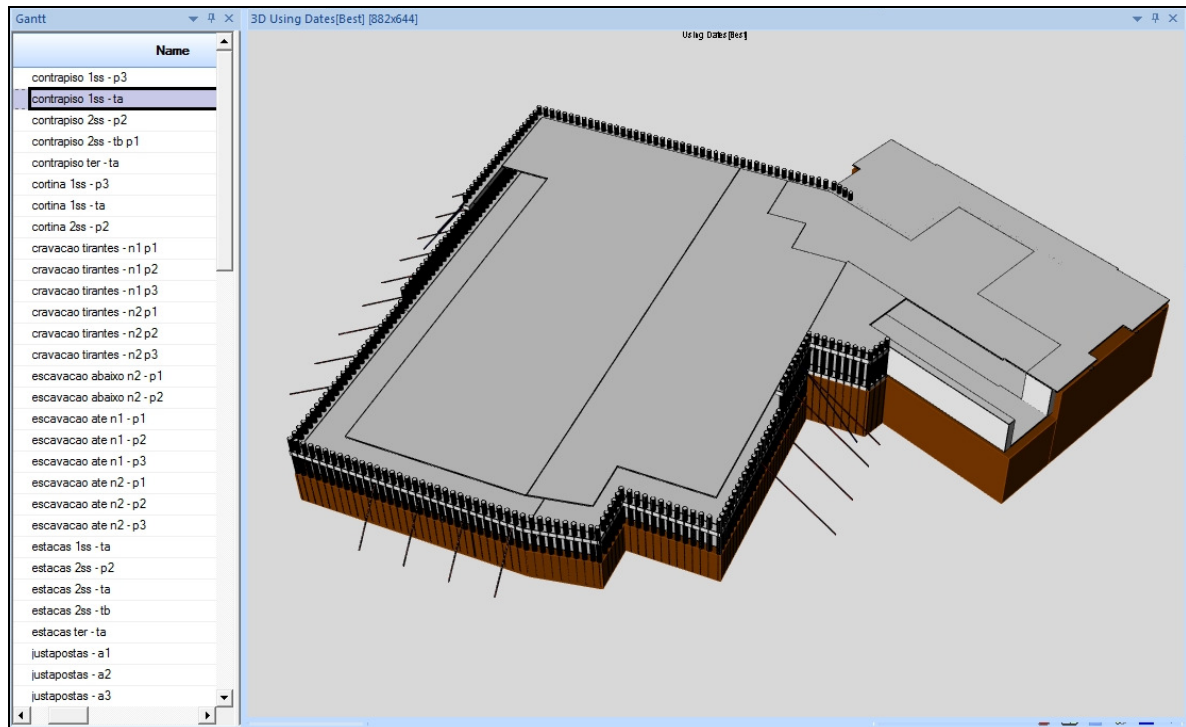 Gantt
3D Using Dates[Best] [882x644]
Using Dates[Best]
Name
contrapiso 1ss - p3
contrapiso 1ss - ta
contrapiso 2ss - p2
contrapiso 2ss - tb p1
contrapiso ter - ta
cortina 1ss - p3
cortina 1ss - ta
cortina 2ss - p2
cravacao tirantes - n1 p1
cravacao tirantes - n1 p2
cravacao tirantes - n1 p3
cravacao tirantes - n2 p1
cravacao tirantes - n2 p2
cravacao tirantes - n2 p3
escavacao abaixo n2 - p1
escavacao abaixo n2 - p2
escavacao ate n1 - p1
escavacao ate n1 - p2
escavacao ate n1 - p3
escavacao ate n2 - p1
escavacao ate n2 - p2
escavacao ate n2 - p3
estacas 1ss - ta
estacas 2ss - p2
estacas 2ss - ta
estacas 2ss - tb
estacas ter - ta
justapostas - a1
justapostas - a2
justapostas - a3